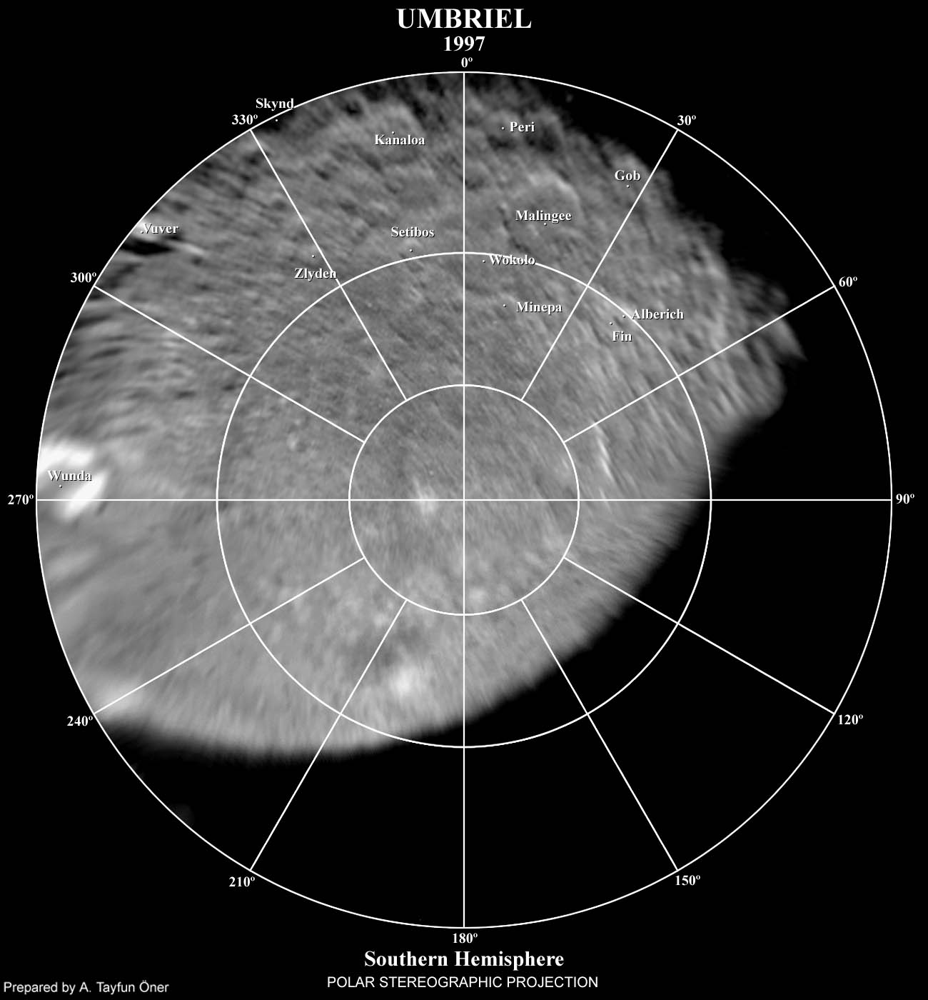 UMBRIEL
1997
0º
Skynd
330º
30º
Peri
Kanaloa
Gob
Malingee
Vuver
Setibos
Wokolo
Zlyden
300º
60º
Minepa
Alberich
Fin
Wunda
270º
90º
240º
120º
210º
150º
180º
Southern Hemisphere
POLAR STEREOGRAPHIC PROJECTION
Prepared by A. Tayfun Öner